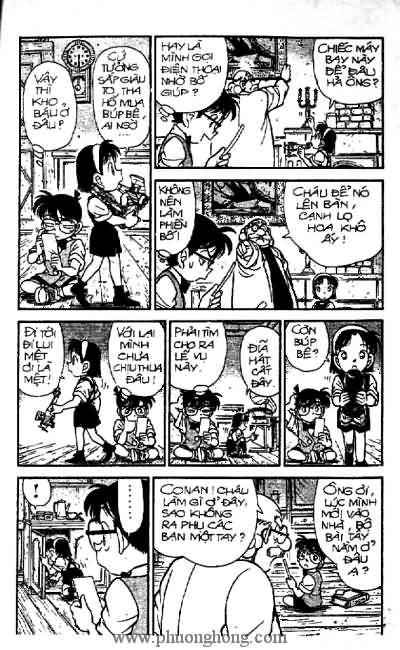 CHIẾC MÁY
BAY NÀY
ĐỂ ĐÂU
HẢ ÔNG?
HAY LÀ
MÌNH GỌI
ĐIỆN THOẠI
NHỜ BỐ
GIÚP?
CHÁU ĐỂ NÓ
LÊN BÀN,
CẠNH LỌ
HOA KHÔ
ẤY!
KHÔNG
NÊN
LÀM
PHIỀN
BỐ!
CỨ
TƯỞNG
SẮP GIÀU
TO, THA
HỒ MUA
BÚP BÊ,
AI NGỜ
...
VẬY
THÌ
KHO
BÁU Ở
ĐÂU?
CÒN
BÚP
BÊ?
DĨA
HÁT
CẤT
ĐÂY.
PHẢI TÌM
CHO RA
LẼ VỤ
NÀY.
VỚI LẠI
MÌNH
CHƯA
CHỊU THUA
ĐÂU!
ĐI TỚI
ĐI LUI
MỆT
ƠI LÀ
MỆT!
ÔNG ƠI,
LÚC MÌNH
MỚI VÀO
NHÀ, BỘ
BÀI TÂY
NẰM Ở
ĐÂU
Ạ?
CONAN! CHÁU
LÀM GÌ Ở ĐÂY,
SAO KHÔNG
RA PHỤ CÁC
BẠN MỘT TAY?
......
!
www.phuonghong.com